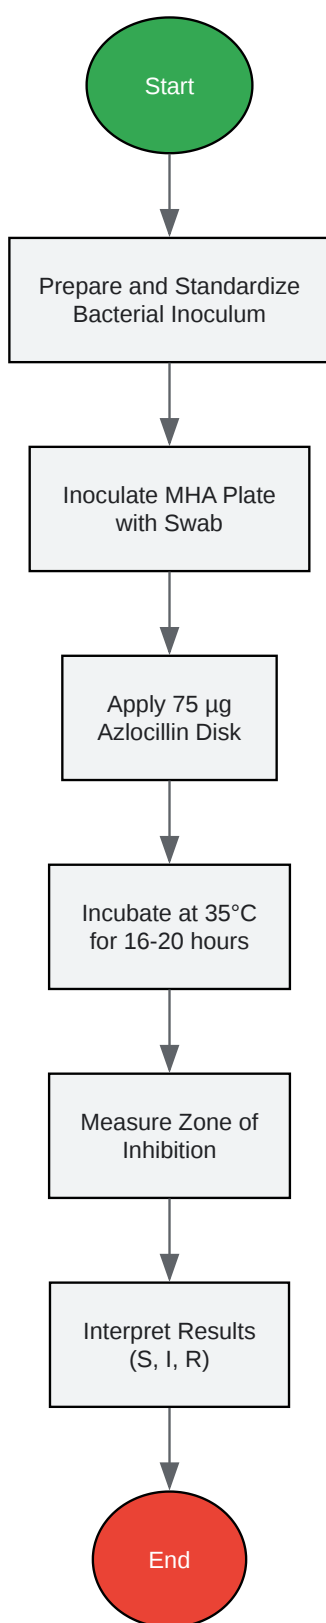 Start
Prepare and Standardize
Bacterial Inoculum
Inoculate MHA Plate
with Swab
Apply 75 µg
Azlocillin Disk
Incubate at 35°C
for 16-20 hours
Measure Zone of
Inhibition
Interpret Results
(S, I, R)
End